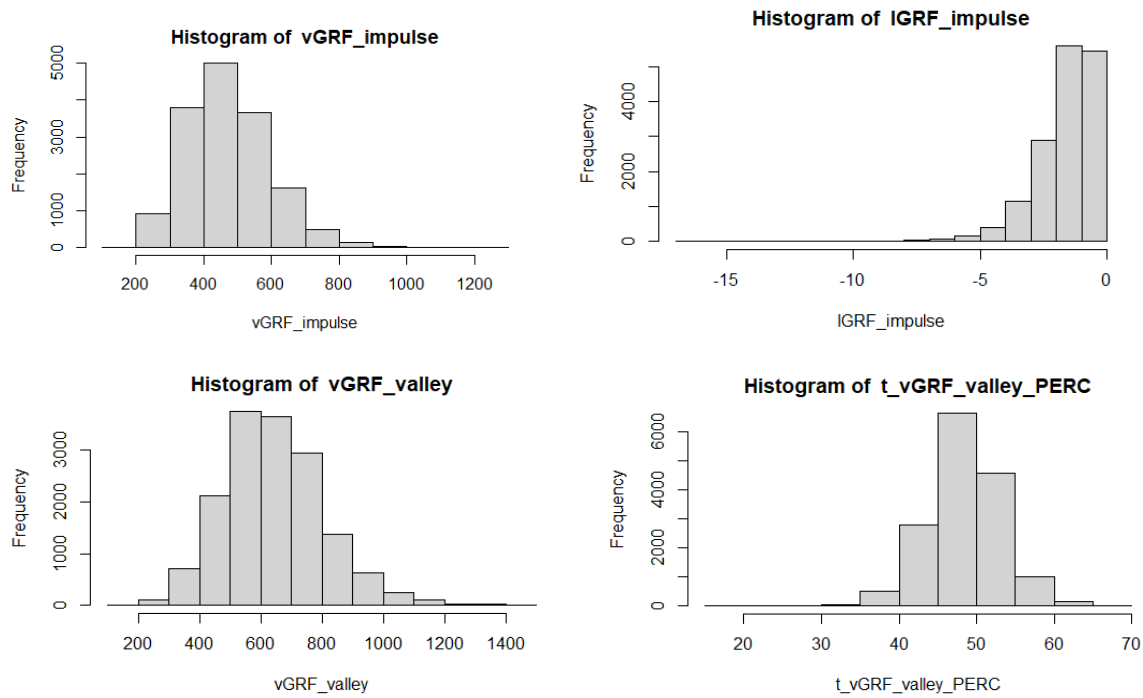 Histogram of vGRF_impulse
Frequency
0
1000
3000
5000
200 400 600 800 1000 1200
vGRF_impulse
Histogram of lGRF_impulse
Frequency
0
2000
4000
-15 -10 -5 0
lGRF_impulse
Histogram of vGRF_valley
Frequency
0
1000
2000
3000
200 400 600 800 1000 1200 1400
vGRF_valley
Histogram of t_vGRF_valley_PERC
Frequency
0
2000
4000
6000
20 30 40 50 60 70
t_vGRF_valley_PERC